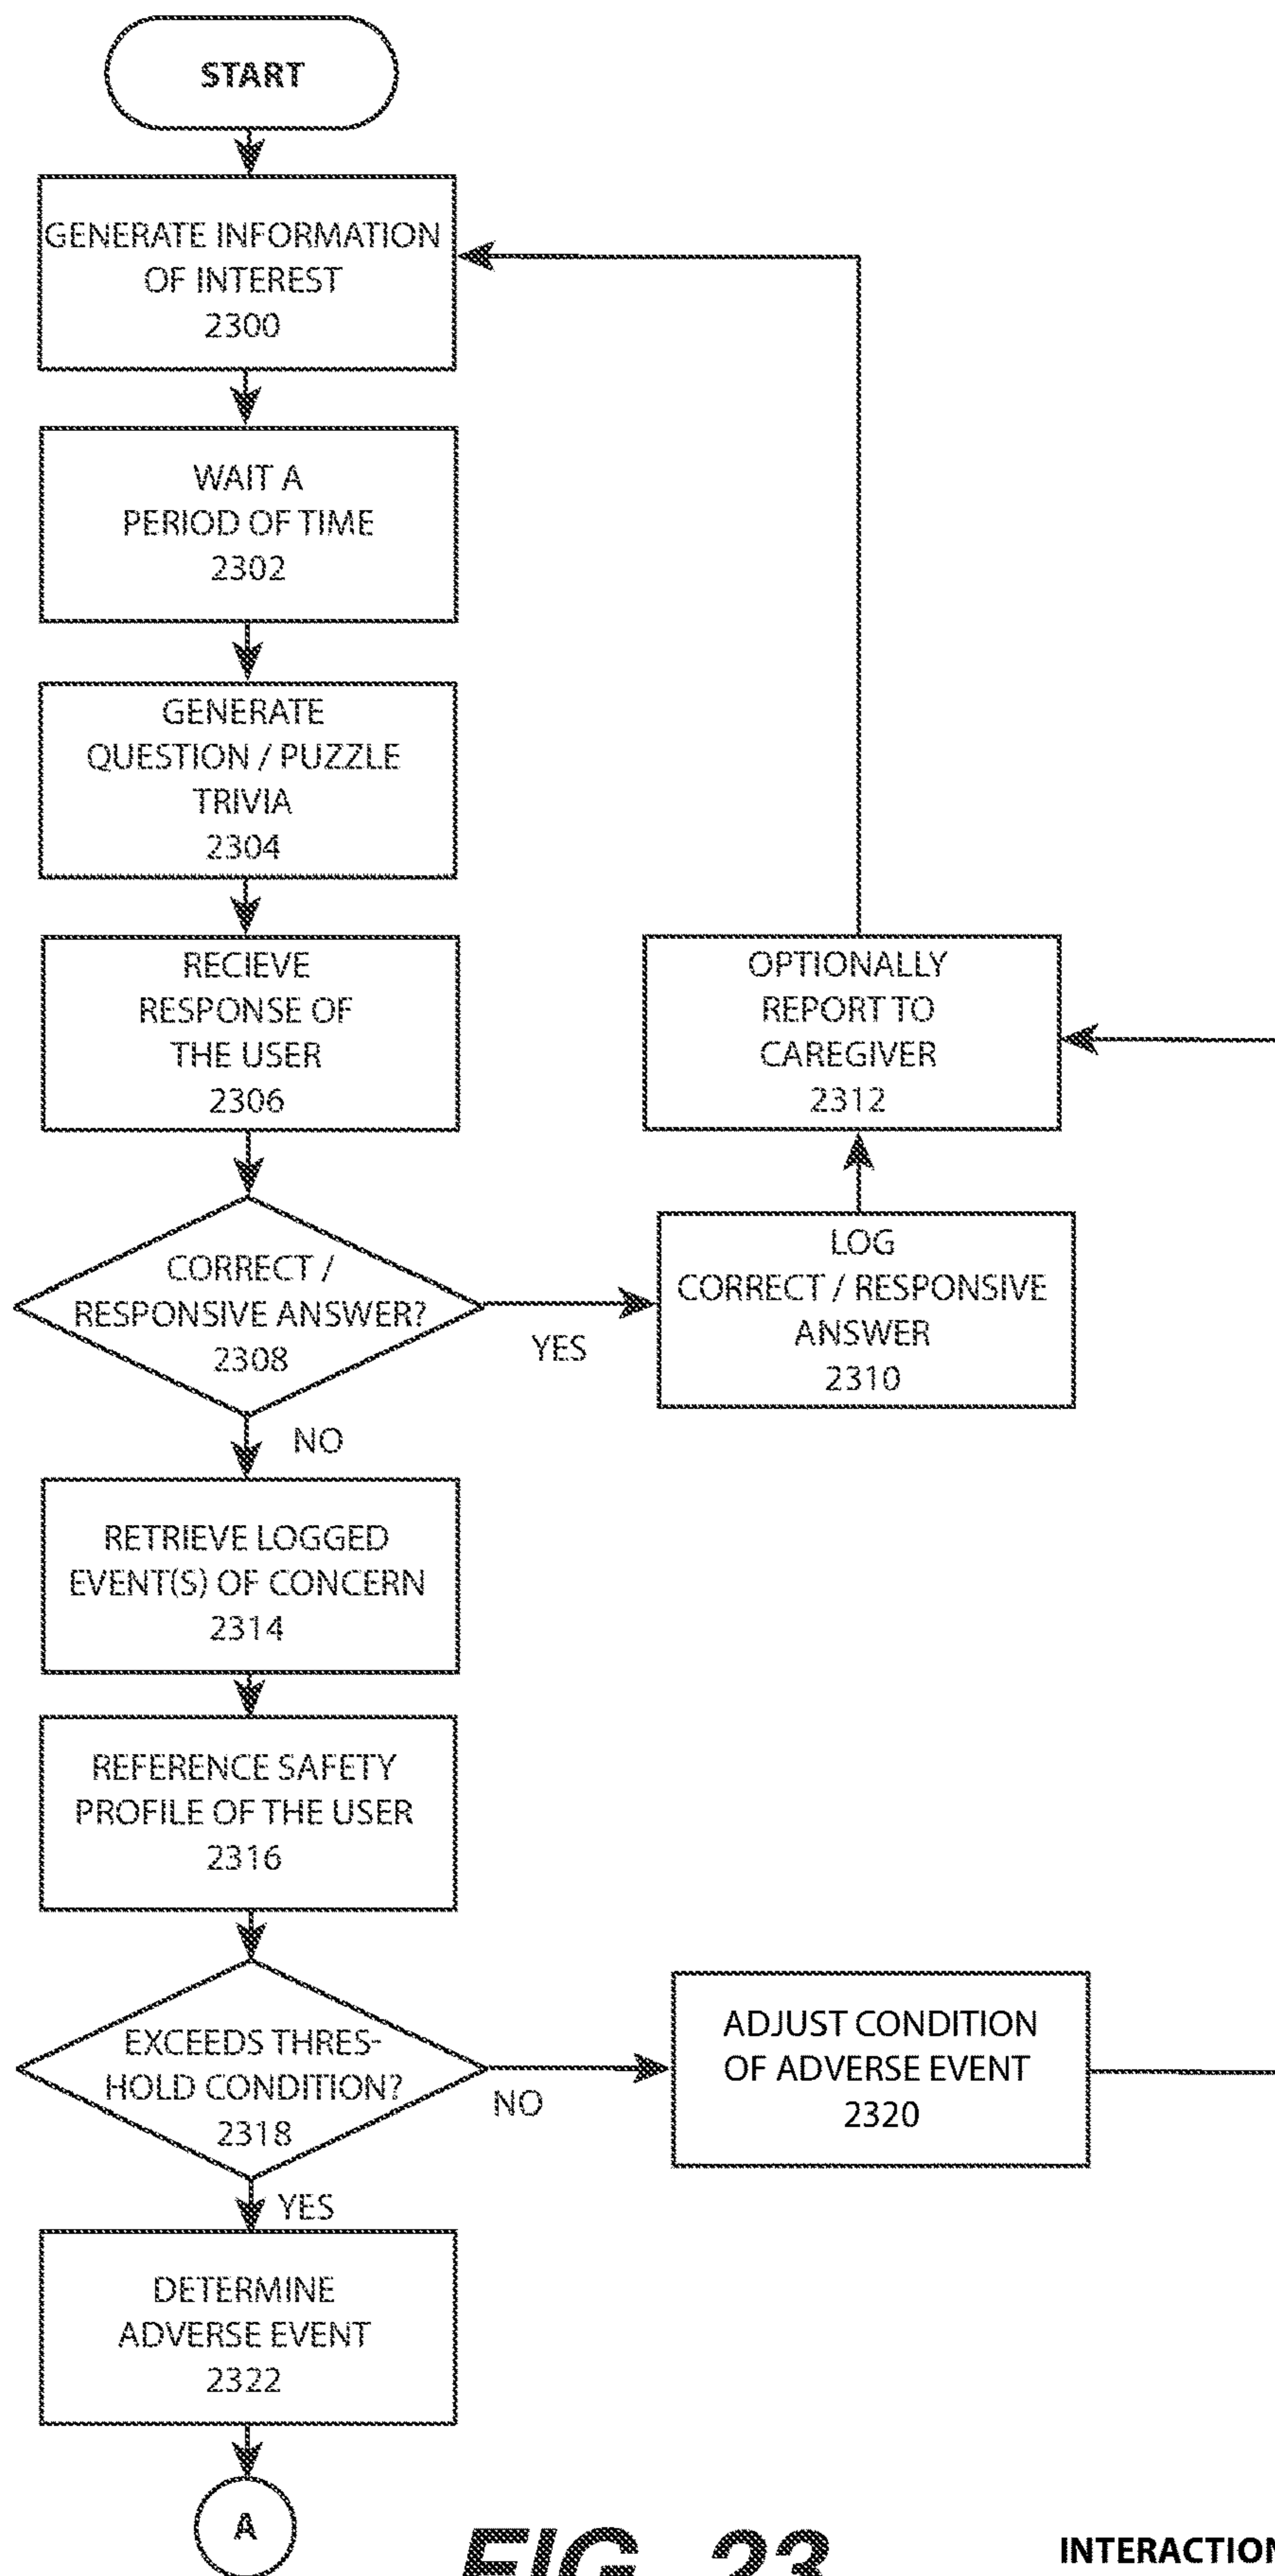 START
GENERATE INFORMATION
OF INTEREST
2300
WAIT A
PERIOD OF TIME
2302
GENERATE
QUESTION / PUZZLE
TRIVIA
2304
RECIEVE
RESPONSE OF
THE USER
2306
OPTIONALLY
REPORT TO
CAREGIVER
2312
CORRECT /
RESPONSIVE ANSWER?
2308
YES
LOG
CORRECT / RESPONSIVE
ANSWER
2310
NO
RETRIEVE LOGGED
EVENT(S) OF CONCERN
2314
REFERENCE SAFETY
PROFILE OF THE USER
2316
EXCEEDS THRES-
HOLD CONDITION?
2318
NO
ADJUST CONDITION
OF ADVERSE EVENT
2320
YES
DETERMINE
ADVERSE EVENT
2322
A
FIG. 23
INTERACTION